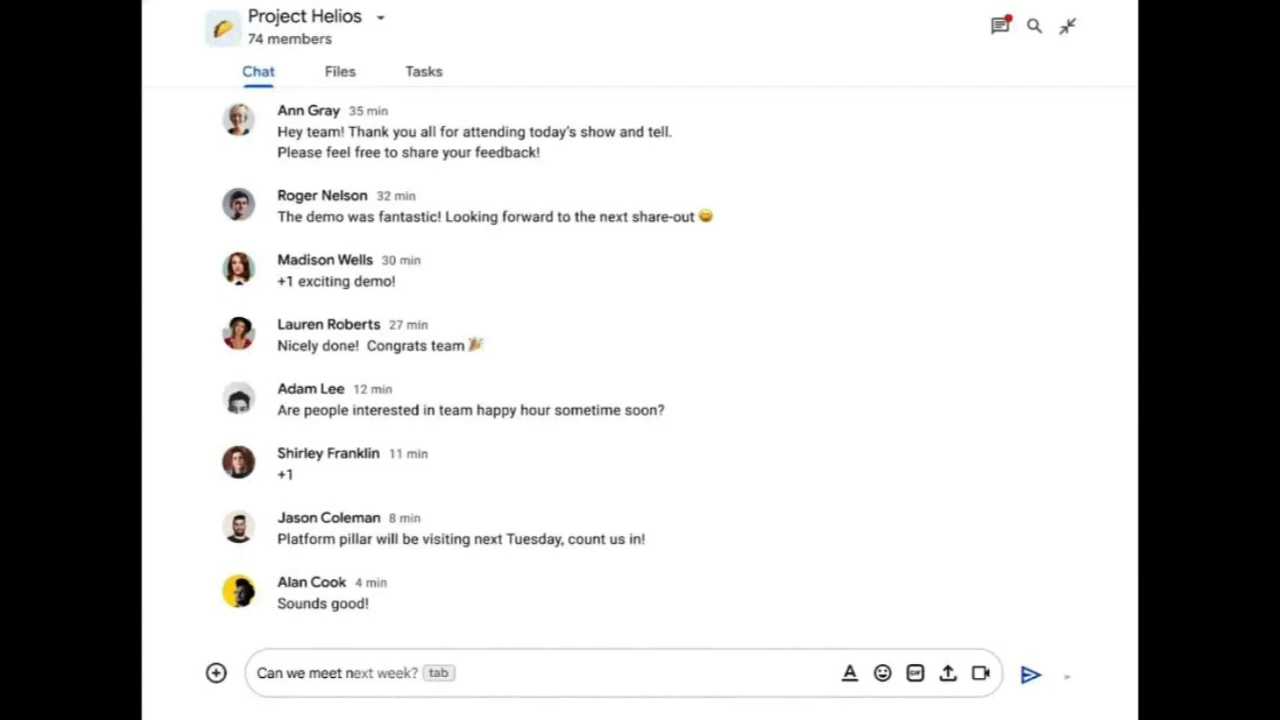 Project Helios
74 members
Chat Files Tasks
Ann Gray 35 min
Hey team! Thank you all for attending today's show and tell.
Please feel free to share your feedback!
Roger Nelson 32 min
The demo was fantastic! Looking forward to the next share-out 😄
Madison Wells 30 min
+1 exciting demo!
Lauren Roberts 27 min
Nicely done! Congrats team 🎉
Adam Lee 12 min
Are people interested in team happy hour sometime soon?
Shirley Franklin 11 min
+1
Jason Coleman 8 min
Platform pillar will be visiting next Tuesday, count us in!
Alan Cook 4 min
Sounds good!
Can we meet next week? tab A GIF